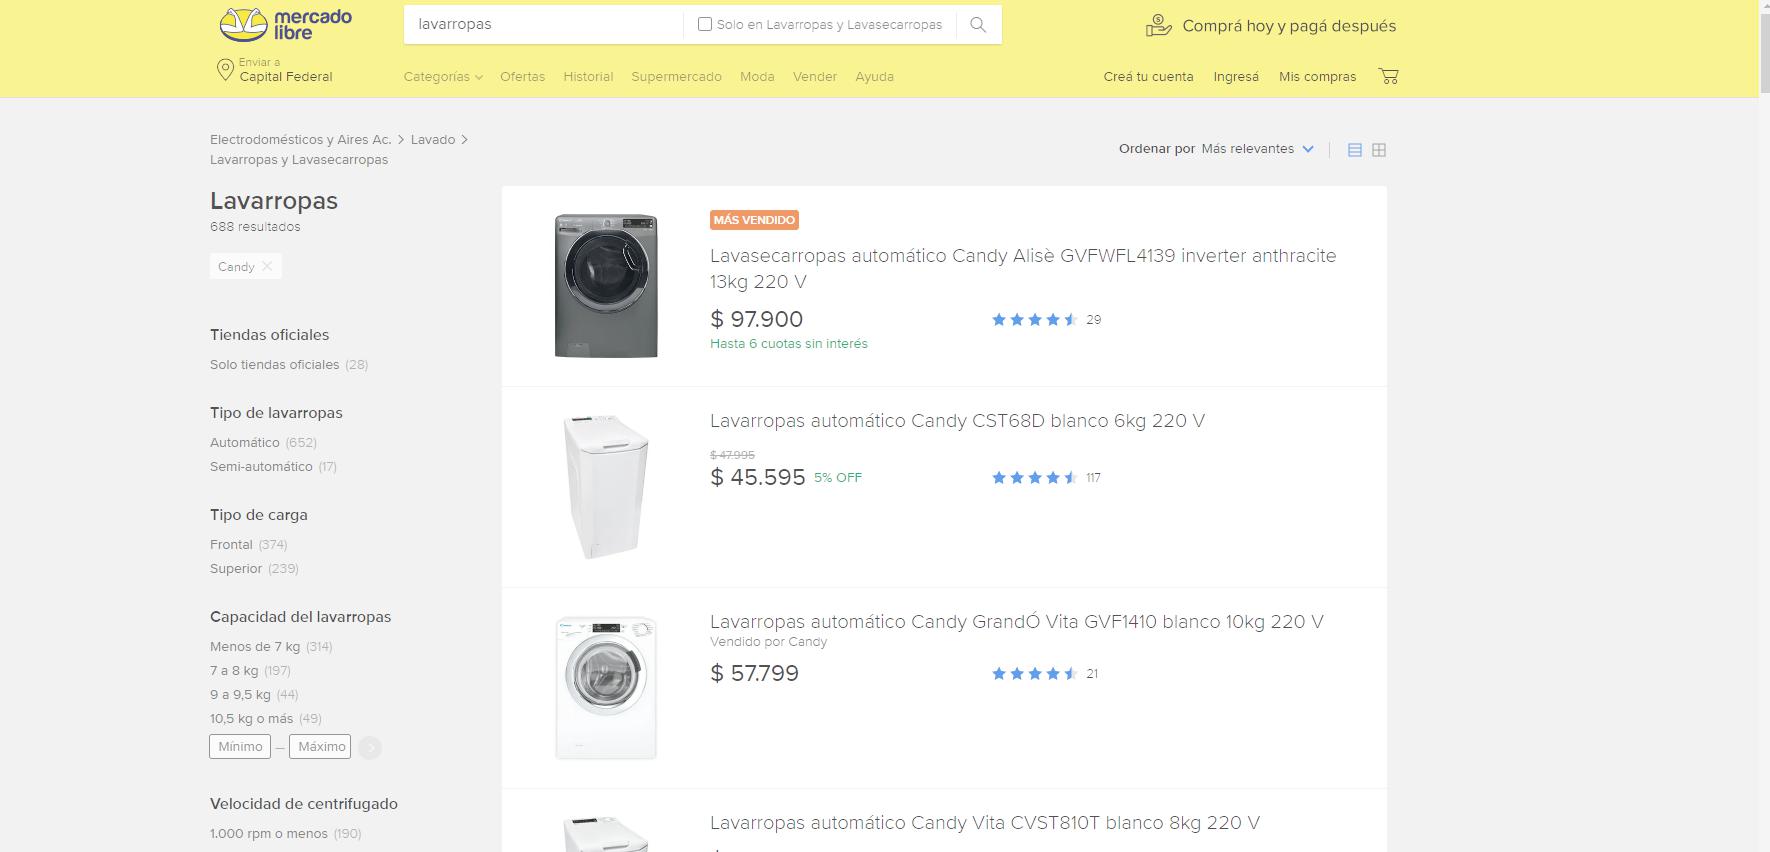 mercado
libre
lavarropas
Solo en Lavarropas y Lavasecarropas
Comprá hoy y pagá después
Enviar a
Capital Federal
Categorías
Ofertas
Historial
Supermercado
Moda
Vender
Ayuda
Creá tu cuenta
Ingresá
Mis compras
Electrodomésticos y Aires Ac. > Lavado >
Lavarropas y Lavasecarropas
Ordenar por Más relevantes
Lavarropas
688 resultados
Candy ×
Tiendas oficiales
Solo tiendas oficiales (28)
Tipo de lavarropas
Automático (652)
Semi-automático (17)
Tipo de carga
Frontal (374)
Superior (239)
Capacidad del lavarropas
Menos de 7 kg (314)
7 a 8 kg (197)
9 a 9,5 kg (44)
10,5 kg o más (49)
Mínimo — Máximo
Velocidad de centrifugado
1.000 rpm o menos (190)
MÁS VENDIDO
Lavasecarropas automático Candy Alisè GVFWFL4139 inverter anthracite
13kg 220 V
$ 97.900
29
Hasta 6 cuotas sin interés
Lavarropas automático Candy CST68D blanco 6kg 220 V
$ 47.995
$ 45.595 5% OFF
117
Lavarropas automático Candy GrandÓ Vita GVF1410 blanco 10kg 220 V
Vendido por Candy
$ 57.799
21
Lavarropas automático Candy Vita CVST810T blanco 8kg 220 V